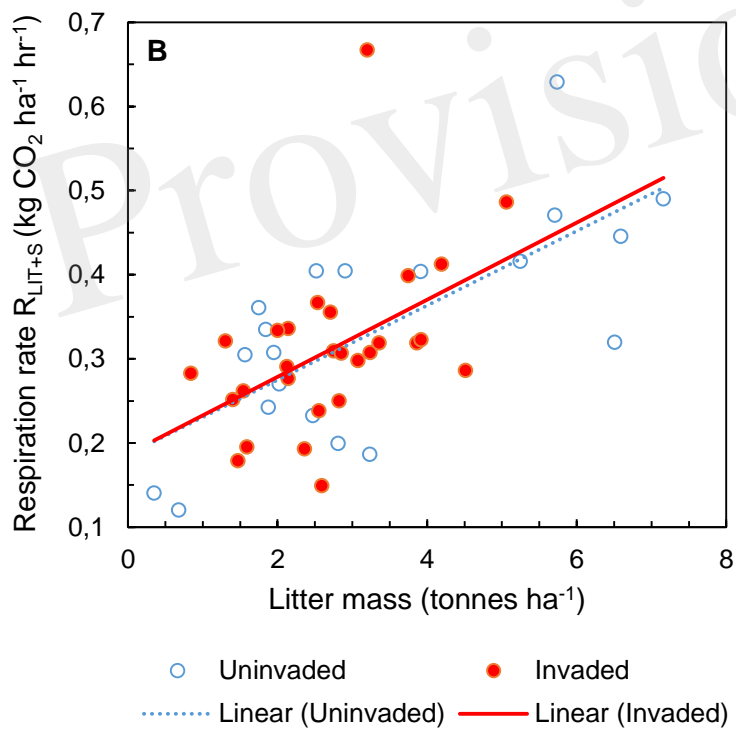 Provisio
B
Respiration rate R_LIT+S (kg CO₂ ha⁻¹ hr⁻¹)
0,7
0,6
0,5
0,4
0,3
0,2
0,1
0 2 4 6 8
Litter mass (tonnes ha⁻¹)
Uninvaded Invaded
Linear (Uninvaded) Linear (Invaded)